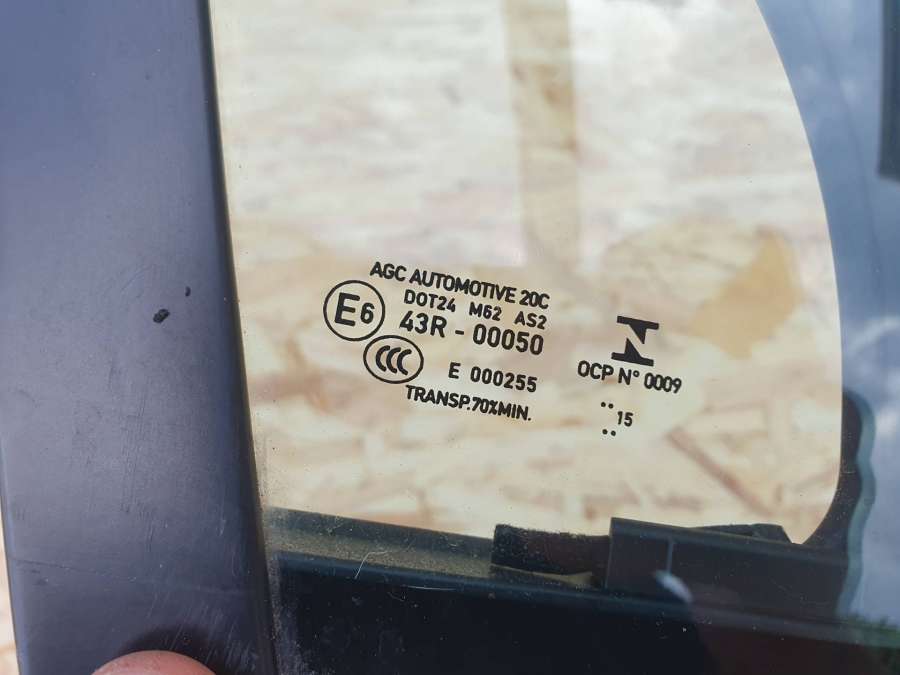 AGC AUTOMOTIVE 20C
DOT24 M62 AS2
E6
43R - 00050
CCC
E 000255
TRANSP.70%MIN.
N
OCP N° 0009
..
15
..